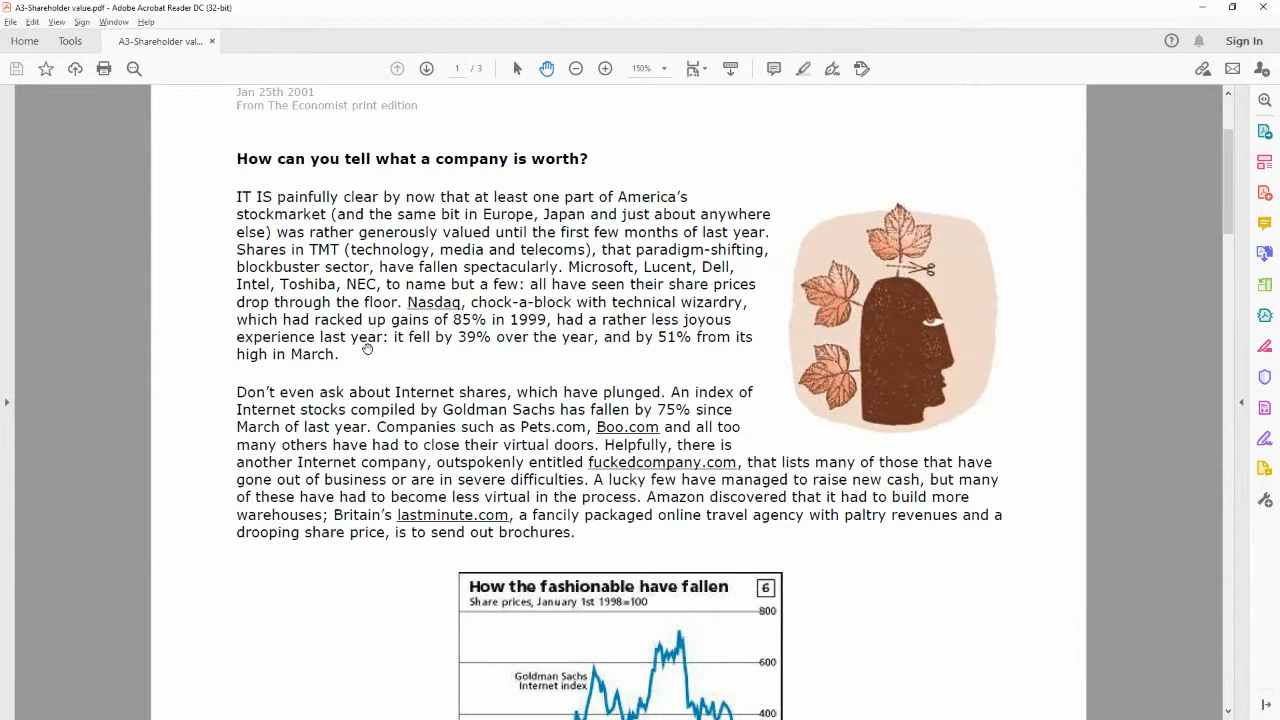 A3-Shareholder value.pdf - Adobe Acrobat Reader DC (32-bit)
File Edit View Sign Window Help
Home Tools A3-Shareholder val... × Sign In
1 / 3 150%
Jan 25th 2001
From The Economist print edition
How can you tell what a company is worth?
IT IS painfully clear by now that at least one part of America’s
stockmarket (and the same bit in Europe, Japan and just about anywhere
else) was rather generously valued until the first few months of last year.
Shares in TMT (technology, media and telecoms), that paradigm-shifting,
blockbuster sector, have fallen spectacularly. Microsoft, Lucent, Dell,
Intel, Toshiba, NEC, to name but a few: all have seen their share prices
drop through the floor. Nasdaq, chock-a-block with technical wizardry,
which had racked up gains of 85% in 1999, had a rather less joyous
experience last year: it fell by 39% over the year, and by 51% from its
high in March.
Don’t even ask about Internet shares, which have plunged. An index of
Internet stocks compiled by Goldman Sachs has fallen by 75% since
March of last year. Companies such as Pets.com, Boo.com and all too
many others have had to close their virtual doors. Helpfully, there is
another Internet company, outspokenly entitled fuckedcompany.com, that lists many of those that have
gone out of business or are in severe difficulties. A lucky few have managed to raise new cash, but many
of these have had to become less virtual in the process. Amazon discovered that it had to build more
warehouses; Britain’s lastminute.com, a fancily packaged online travel agency with paltry revenues and a
drooping share price, is to send out brochures.
How the fashionable have fallen 6
Share prices, January 1st 1998=100
800
600
Goldman Sachs
Internet index
400